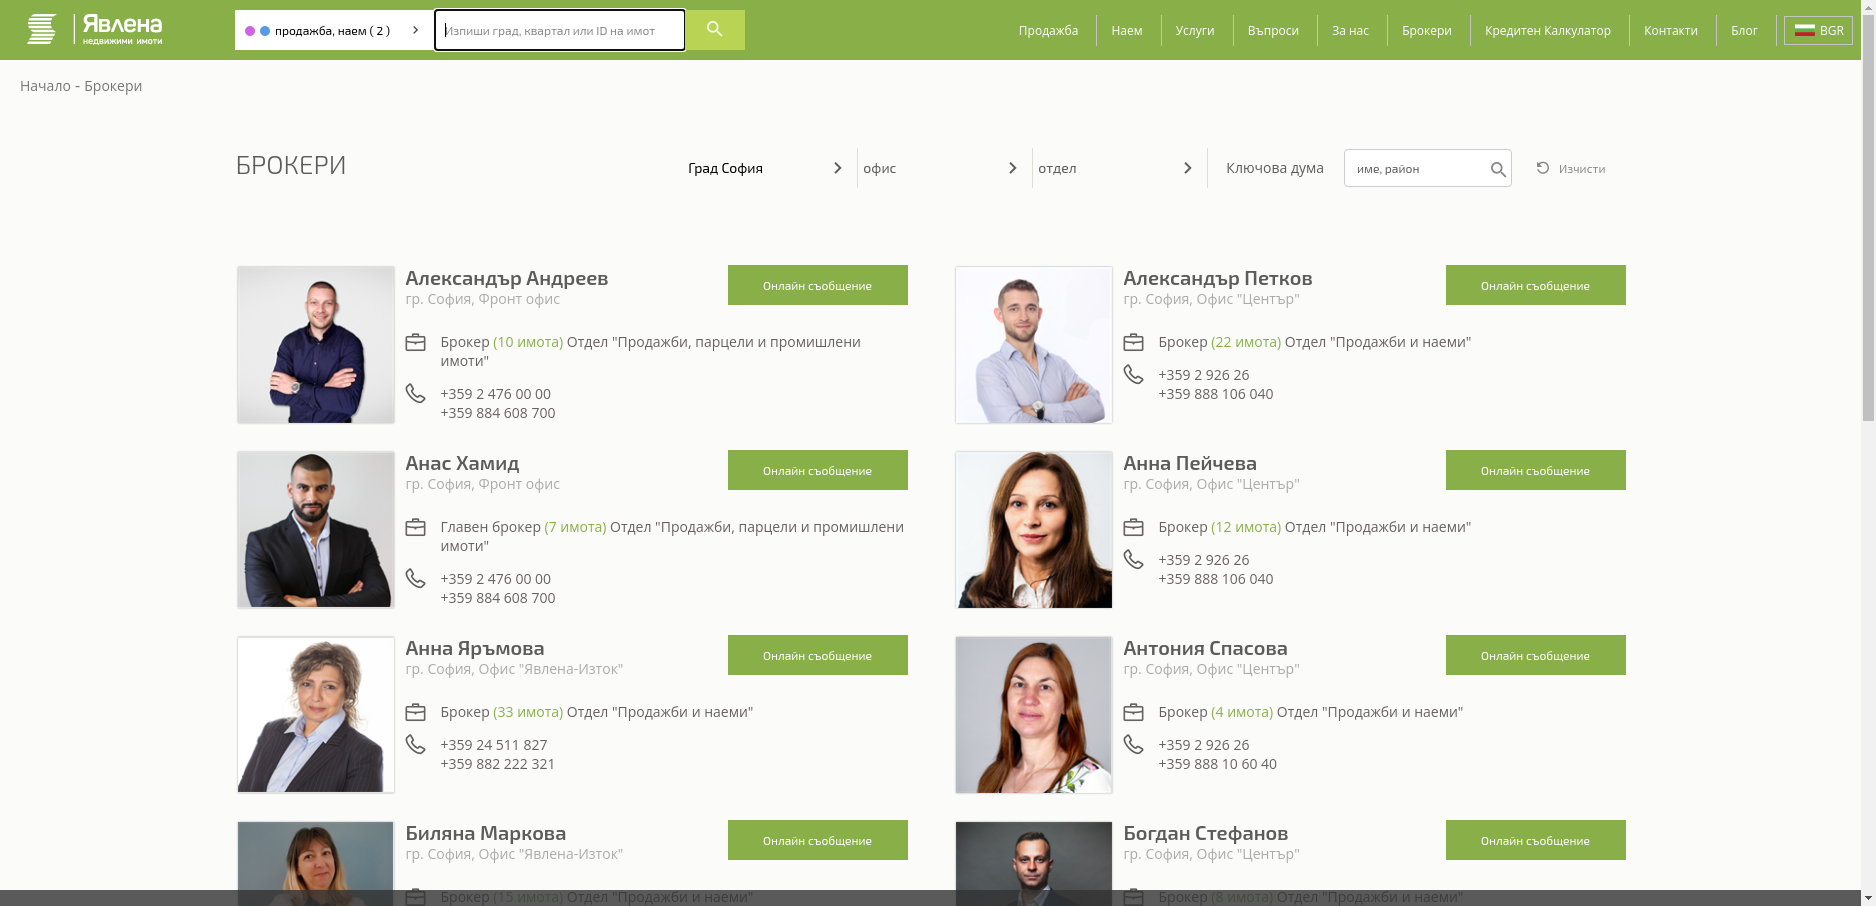 Явлена
недвижими имоти
продажба, наем ( 2 )
Изпиши град, квартал или ID на имот
Продажба
Наем
Услуги
Въпроси
За нас
Брокери
Кредитен Калкулатор
Контакти
Блог
BGR
Начало - Брокери
БРОКЕРИ
Град София
офис
отдел
Ключова дума
име, район
Изчисти
Александър Андреев
гр. София, Фронт офис
Онлайн съобщение
Брокер (10 имота) Отдел "Продажби, парцели и промишлени
имоти"
+359 2 476 00 00
+359 884 608 700
Александър Петков
гр. София, Офис "Център"
Онлайн съобщение
Брокер (22 имота) Отдел "Продажби и наеми"
+359 2 926 26
+359 888 106 040
Анас Хамид
гр. София, Фронт офис
Онлайн съобщение
Главен брокер (7 имота) Отдел "Продажби, парцели и промишлени
имоти"
+359 2 476 00 00
+359 884 608 700
Анна Пейчева
гр. София, Офис "Център"
Онлайн съобщение
Брокер (12 имота) Отдел "Продажби и наеми"
+359 2 926 26
+359 888 106 040
Анна Яръмова
гр. София, Офис "Явлена-Изток"
Онлайн съобщение
Брокер (33 имота) Отдел "Продажби и наеми"
+359 24 511 827
+359 882 222 321
Антония Спасова
гр. София, Офис "Център"
Онлайн съобщение
Брокер (4 имота) Отдел "Продажби и наеми"
+359 2 926 26
+359 888 10 60 40
Биляна Маркова
гр. София, Офис "Явлена-Изток"
Онлайн съобщение
Брокер (15 имота) Отдел "Продажби и наеми"
Богдан Стефанов
гр. София, Офис "Център"
Онлайн съобщение
Брокер (8 имота) Отдел "Продажби и наеми"